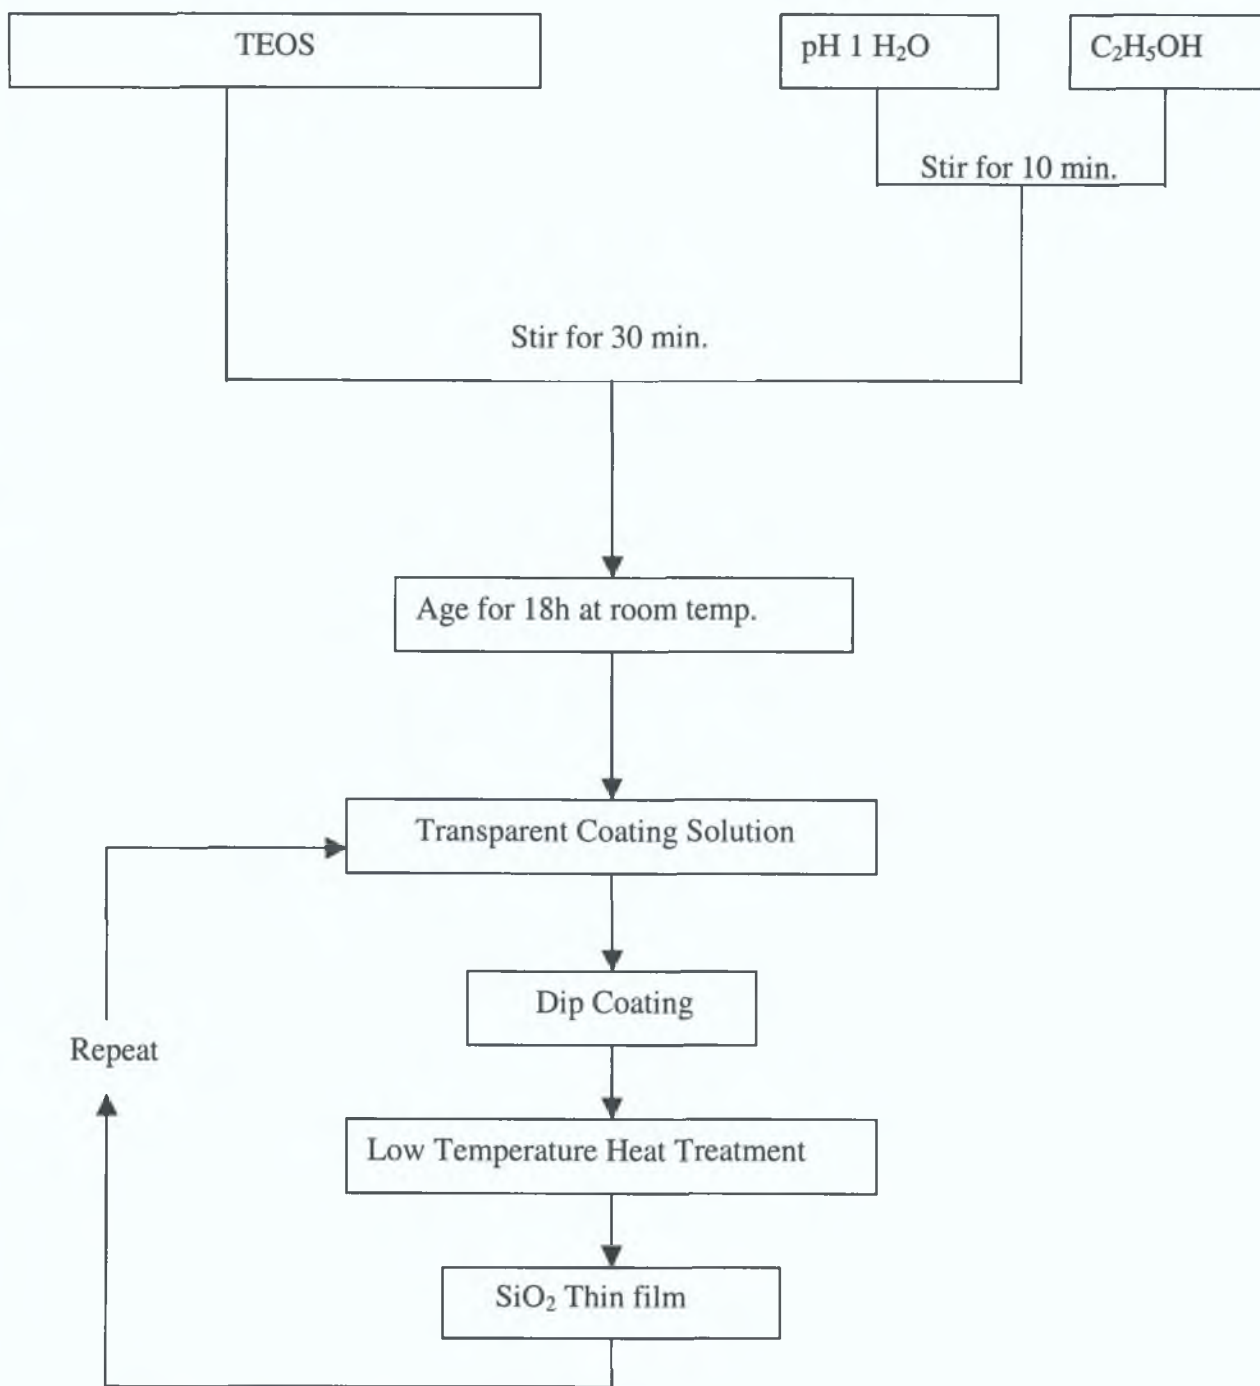 TEOS
pH 1 H₂O
C₂H₅OH
Stir for 10 min.
Stir for 30 min.
Age for 18h at room temp.
Transparent Coating Solution
Dip Coating
Repeat
Low Temperature Heat Treatment
SiO₂ Thin film